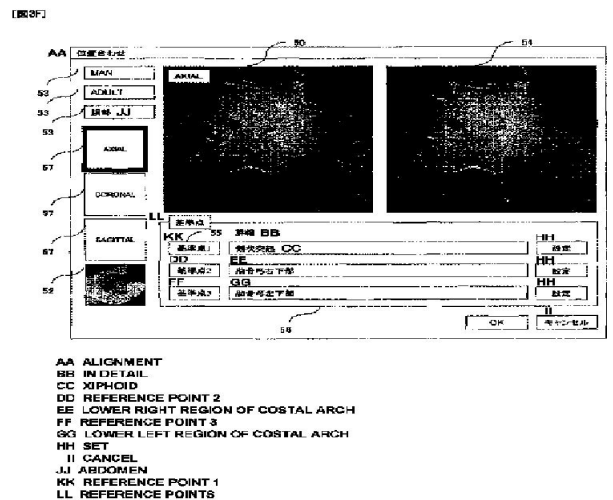 [図3F]
50
54
AA 位置合わせ
MAN
AXIAL
53
ADULT
53
腹部 JJ
53
AXIAL
57
CORONAL
57
LL 基準点
KK 55 詳細 BB HH
基準点1 剣状突起 CC 設定
SAGITTAL
57
DD EE HH
基準点2 肋骨弓右下部 設定
FF GG HH
基準点3 肋骨弓左下部 設定
52
56
II
OK キャンセル
AA ALIGNMENT
BB IN DETAIL
CC XIPHOID
DD REFERENCE POINT 2
EE LOWER RIGHT REGION OF COSTAL ARCH
FF REFERENCE POINT 3
GG LOWER LEFT REGION OF COSTAL ARCH
HH SET
II CANCEL
JJ ABDOMEN
KK REFERENCE POINT 1
LL REFERENCE POINTS